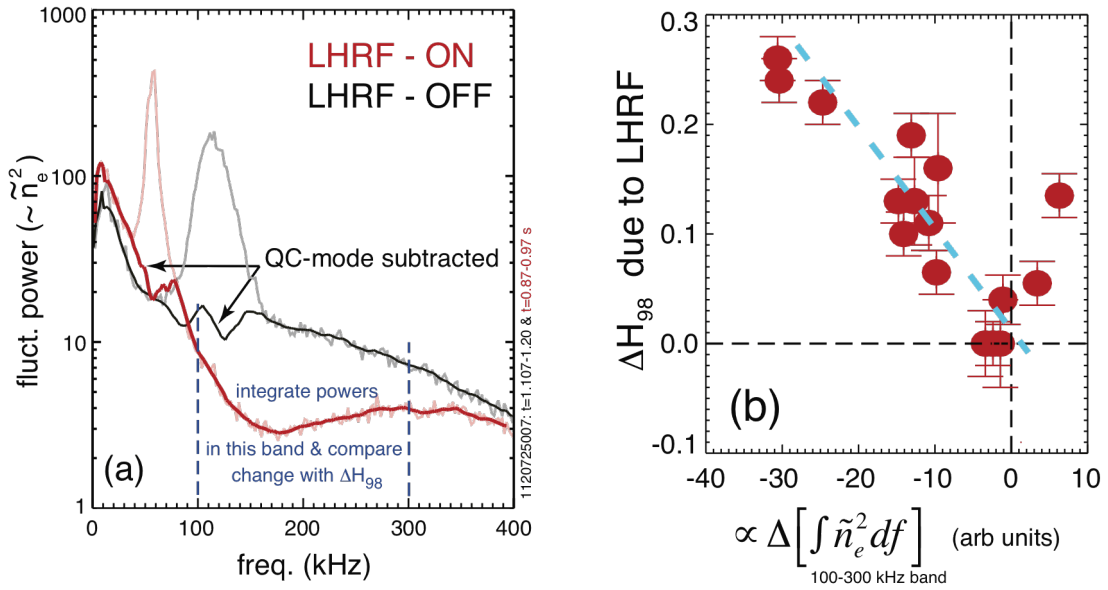 1000
100
10
1
fluct. power (~ ñₑ²)
LHRF - ON
LHRF - OFF
QC-mode subtracted
integrate powers
in this band & compare
change with ΔH₉₈
(a)
0 100 200 300 400
freq. (kHz)
1120725007: t=1.107-1.20 & t=0.87-0.97 s
0.3
0.2
0.1
0.0
-0.1
ΔH₉₈ due to LHRF
(b)
-40 -30 -20 -10 0 10
∝ Δ[∫ñₑ²df] (arb units)
100-300 kHz band